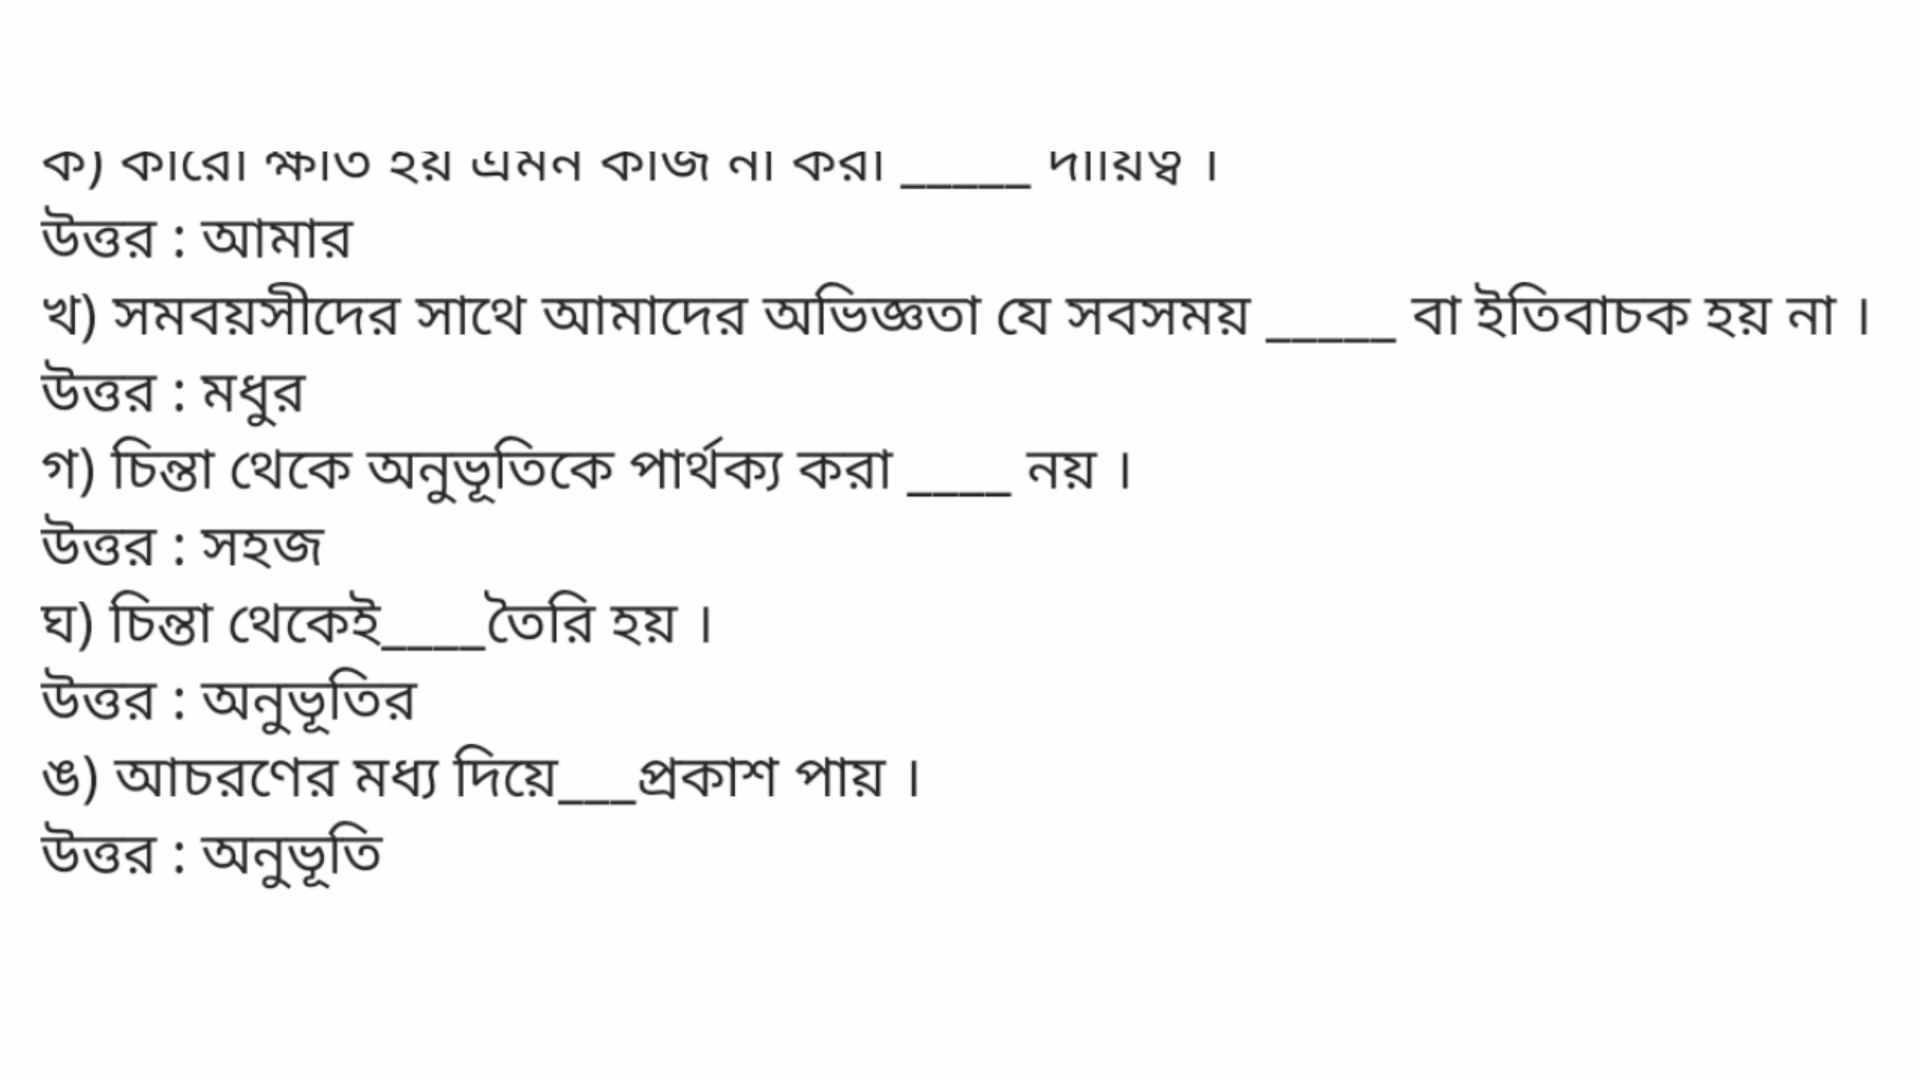 ক) কারো ক্ষতি হয় এমন কাজ না করা _____ দায়িত্ব ।
উত্তর : আমার
খ) সমবয়সীদের সাথে আমাদের অভিজ্ঞতা যে সবসময় _____ বা ইতিবাচক হয় না ।
উত্তর : মধুর
গ) চিন্তা থেকে অনুভূতিকে পার্থক্য করা ____ নয় ।
উত্তর : সহজ
ঘ) চিন্তা থেকেই____তৈরি হয় ।
উত্তর : অনুভূতির
ঙ) আচরণের মধ্য দিয়ে___প্রকাশ পায় ।
উত্তর : অনুভূতি